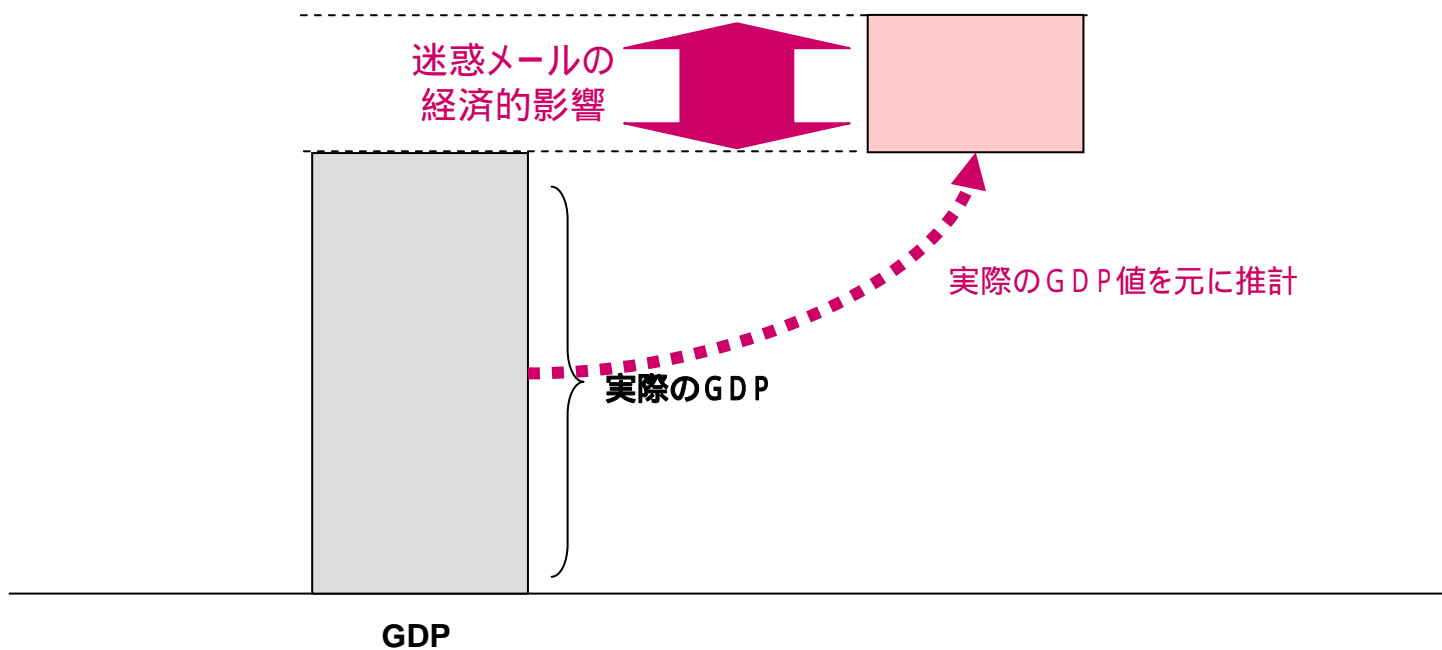 迷惑メールの
経済的影響
実際のＧＤＰ値を元に推計
実際のＧＤＰ
GDP